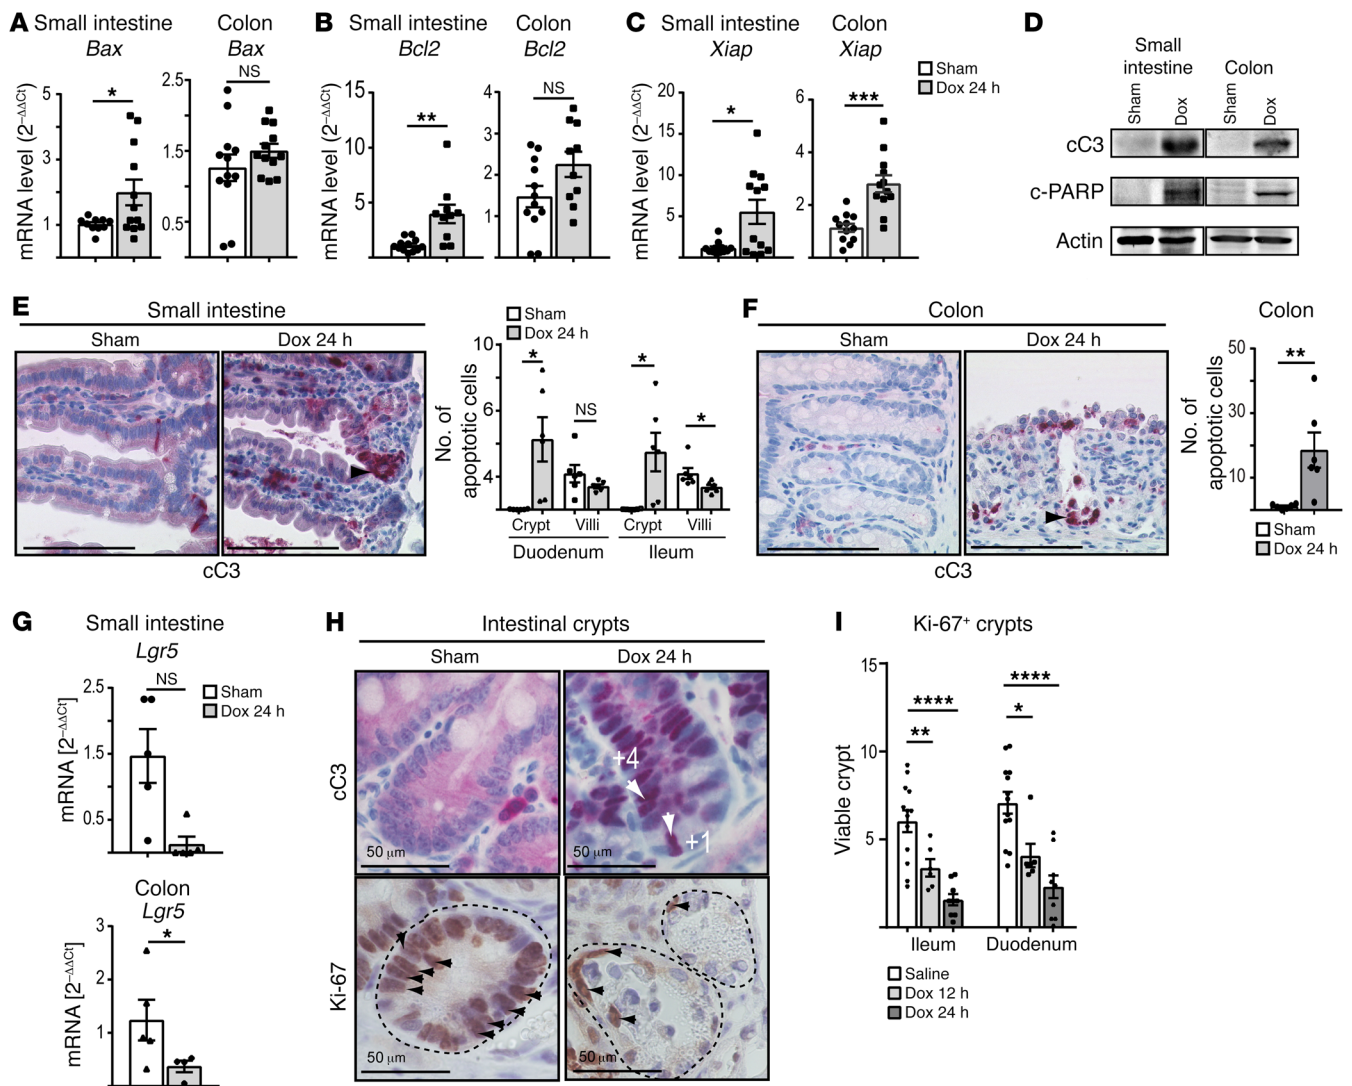 A Small intestine Bax
Colon Bax
B Small intestine Bcl2
Colon Bcl2
C Small intestine Xiap
Colon Xiap
Sham
Dox 24 h
mRNA level (2−ΔΔCt)
5
3
1
*
2.5
1.5
0.5
NS
mRNA level (2−ΔΔCt)
15
10
5
**
4
3
2
1
NS
mRNA level (2−ΔΔCt)
20
15
10
5
*
6
4
2
***
D
Small intestine
Colon
Sham
Dox
Sham
Dox
cC3
c-PARP
Actin
E
Small intestine
Sham
Dox 24 h
cC3
Sham
Dox 24 h
No. of apoptotic cells
10
6
4
*
NS
*
*
Crypt
Villi
Crypt
Villi
Duodenum
Ileum
F
Colon
Sham
Dox 24 h
cC3
Colon
No. of apoptotic cells
50
30
10
**
Sham
Dox 24 h
G
Small intestine
Lgr5
NS
Sham
Dox 24 h
mRNA [2−ΔΔCt]
2.5
1.5
0.5
Colon
Lgr5
*
mRNA [2−ΔΔCt]
3
2
1
H
Intestinal crypts
Sham
Dox 24 h
cC3
+4
+1
50 μm
50 μm
Ki-67
50 μm
50 μm
I
Ki-67+ crypts
Viable crypt
15
10
5
****
**
****
*
Ileum
Duodenum
Saline
Dox 12 h
Dox 24 h